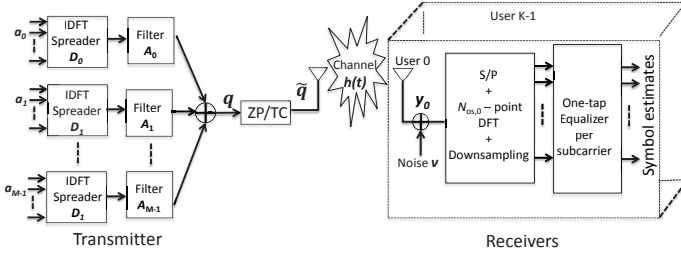 User K-1
a0
IDFT
Spreader
D0
Filter
A0
a1
IDFT
Spreader
D1
Filter
A1
aM-1
IDFT
Spreader
D1
Filter
AM-1
q
ZP/TC
q̃
Channel
h(t)
User 0
y0
Noise v
S/P
+
Nos,0 – point
DFT
+
Downsampling
One-tap
Equalizer
per
subcarrier
Symbol estimates
Transmitter
Receivers